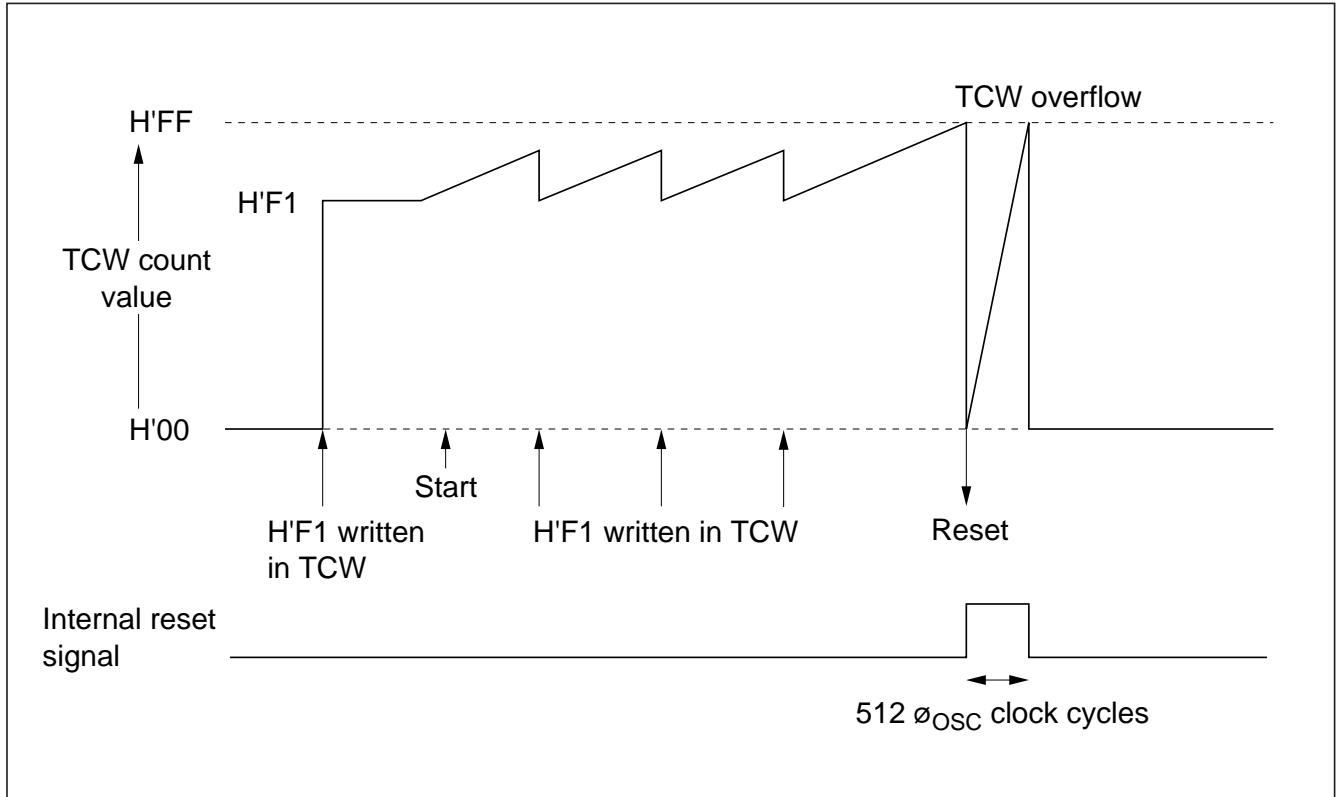 TCW overflow
H'FF
H'F1
TCW count
value
H'00
Start
H'F1 written
in TCW
H'F1 written in TCW
Reset
Internal reset
signal
512 øOSC clock cycles